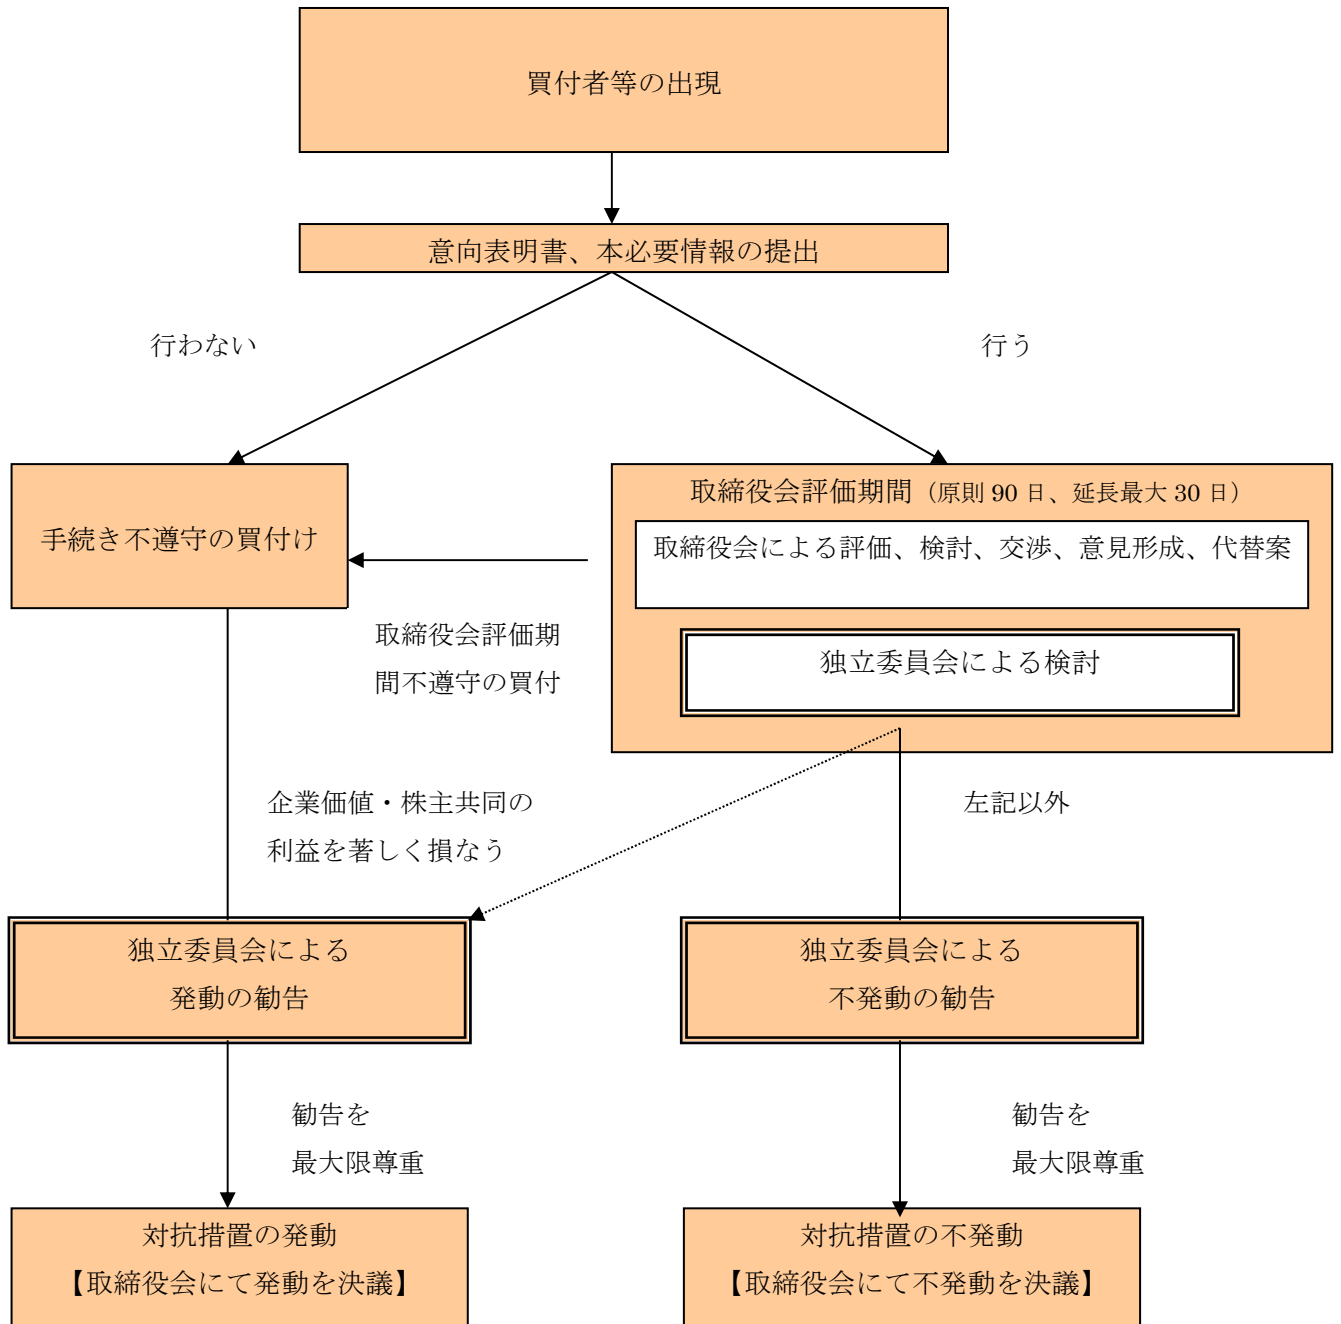 買付者等の出現
意向表明書、本必要情報の提出
行わない
行う
手続き不遵守の買付け
取締役会評価期間（原則 90 日、延長最大 30 日）
取締役会による評価、検討、交渉、意見形成、代替案
独立委員会による検討
取締役会評価期
間不遵守の買付
企業価値・株主共同の
利益を著しく損なう
左記以外
独立委員会による
発動の勧告
独立委員会による
不発動の勧告
勧告を
最大限尊重
勧告を
最大限尊重
対抗措置の発動
【取締役会にて発動を決議】
対抗措置の不発動
【取締役会にて不発動を決議】